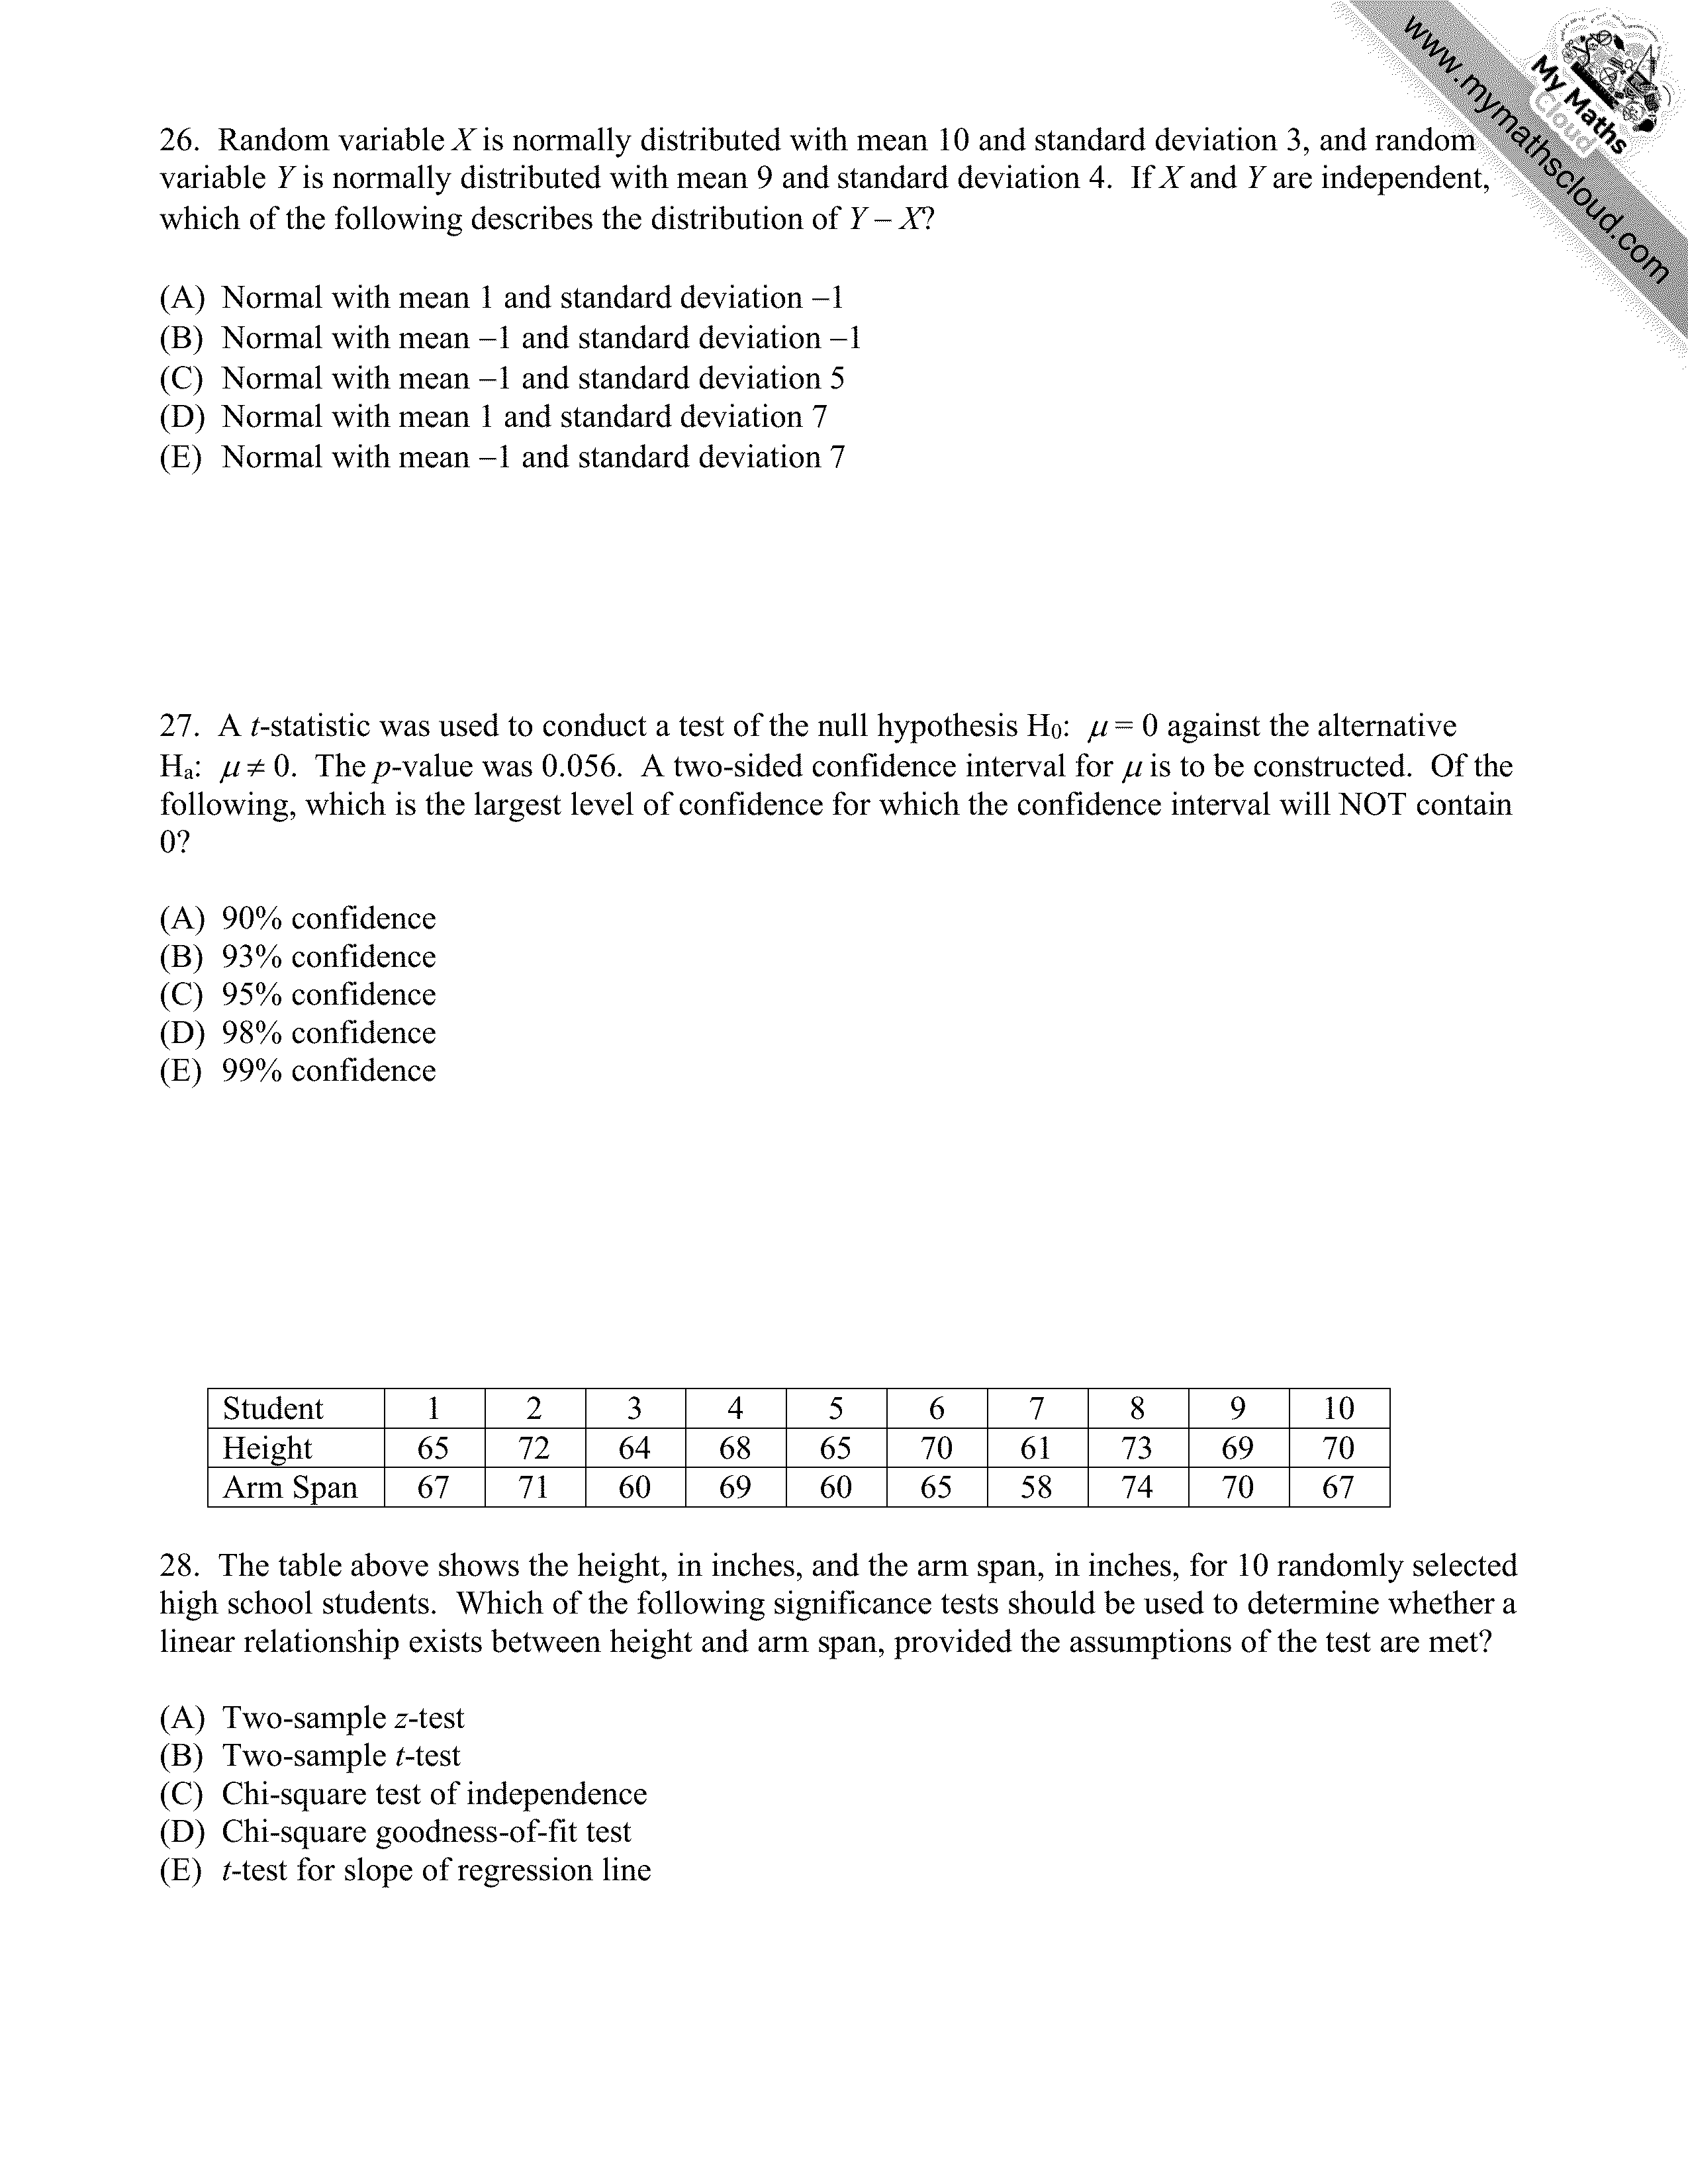 www.mymathscloud.com
My Maths
Cloud
26. Random variable X is normally distributed with mean 10 and standard deviation 3, and random
variable Y is normally distributed with mean 9 and standard deviation 4. If X and Y are independent,
which of the following describes the distribution of Y – X?
(A) Normal with mean 1 and standard deviation –1
(B) Normal with mean –1 and standard deviation –1
(C) Normal with mean –1 and standard deviation 5
(D) Normal with mean 1 and standard deviation 7
(E) Normal with mean –1 and standard deviation 7
27. A t-statistic was used to conduct a test of the null hypothesis H₀: μ = 0 against the alternative
Hₐ: μ ≠ 0. The p-value was 0.056. A two-sided confidence interval for μ is to be constructed. Of the
following, which is the largest level of confidence for which the confidence interval will NOT contain
0?
(A) 90% confidence
(B) 93% confidence
(C) 95% confidence
(D) 98% confidence
(E) 99% confidence
Student 1 2 3 4 5 6 7 8 9 10
Height 65 72 64 68 65 70 61 73 69 70
Arm Span 67 71 60 69 60 65 58 74 70 67
28. The table above shows the height, in inches, and the arm span, in inches, for 10 randomly selected
high school students. Which of the following significance tests should be used to determine whether a
linear relationship exists between height and arm span, provided the assumptions of the test are met?
(A) Two-sample z-test
(B) Two-sample t-test
(C) Chi-square test of independence
(D) Chi-square goodness-of-fit test
(E) t-test for slope of regression line